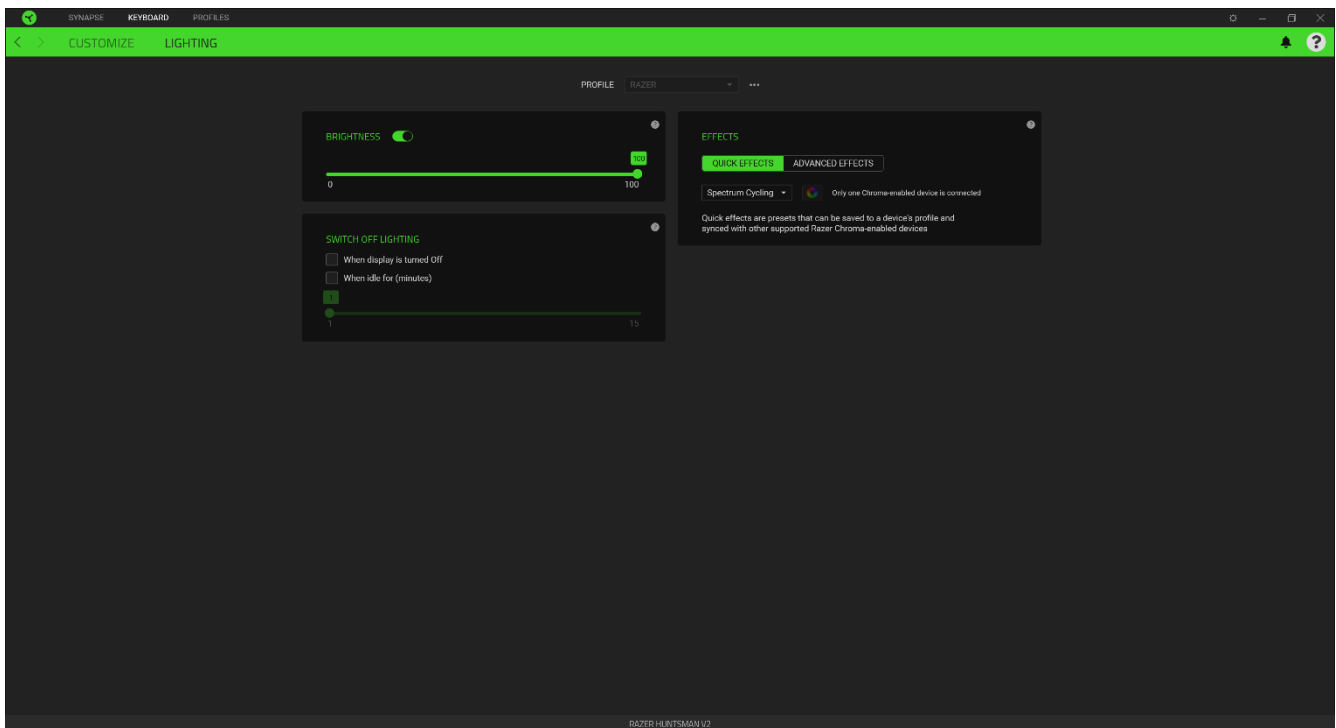 SYNAPSE KEYBOARD PROFILES
CUSTOMIZE LIGHTING
PROFILE RAZER
BRIGHTNESS
100
0 100
SWITCH OFF LIGHTING
When display is turned Off
When idle for (minutes)
1
1 15
EFFECTS
QUICK EFFECTS ADVANCED EFFECTS
Spectrum Cycling Only one Chroma-enabled device is connected
Quick effects are presets that can be saved to a device's profile and
synced with other supported Razer Chroma-enabled devices
RAZER HUNTSMAN V2